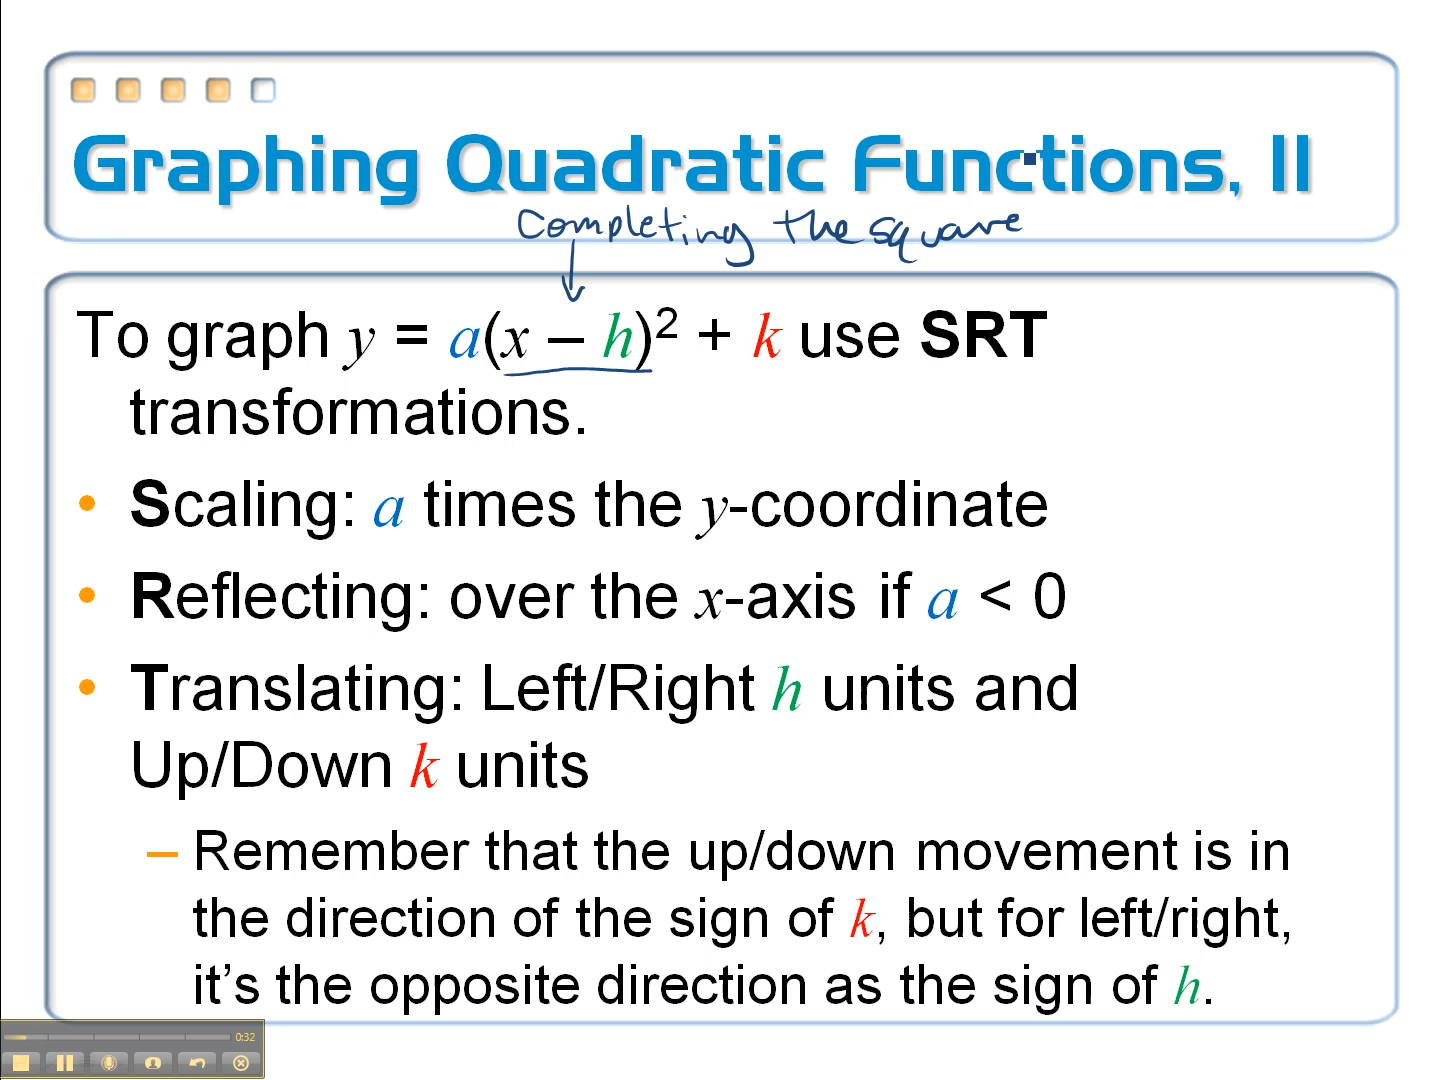 Graphing Quadratic Functions, II
Completing the square
To graph y = a(x – h)² + k use SRT
transformations.
• Scaling: a times the y-coordinate
• Reflecting: over the x-axis if a < 0
• Translating: Left/Right h units and
Up/Down k units
– Remember that the up/down movement is in
the direction of the sign of k, but for left/right,
it’s the opposite direction as the sign of h.
0:32